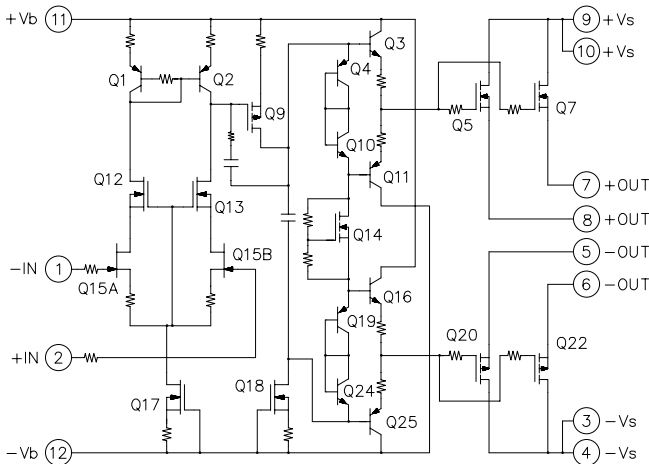 +Vb 11
9 +Vs
10 +Vs
Q1
Q2
Q3
Q4
Q9
Q5
Q7
Q10
Q11
Q12
Q13
7 +OUT
8 +OUT
Q14
5 −OUT
6 −OUT
−IN 1
Q15A
Q15B
Q16
Q19
Q20
Q22
+IN 2
Q17
Q18
Q24
Q25
3 −Vs
−Vb 12
4 −Vs